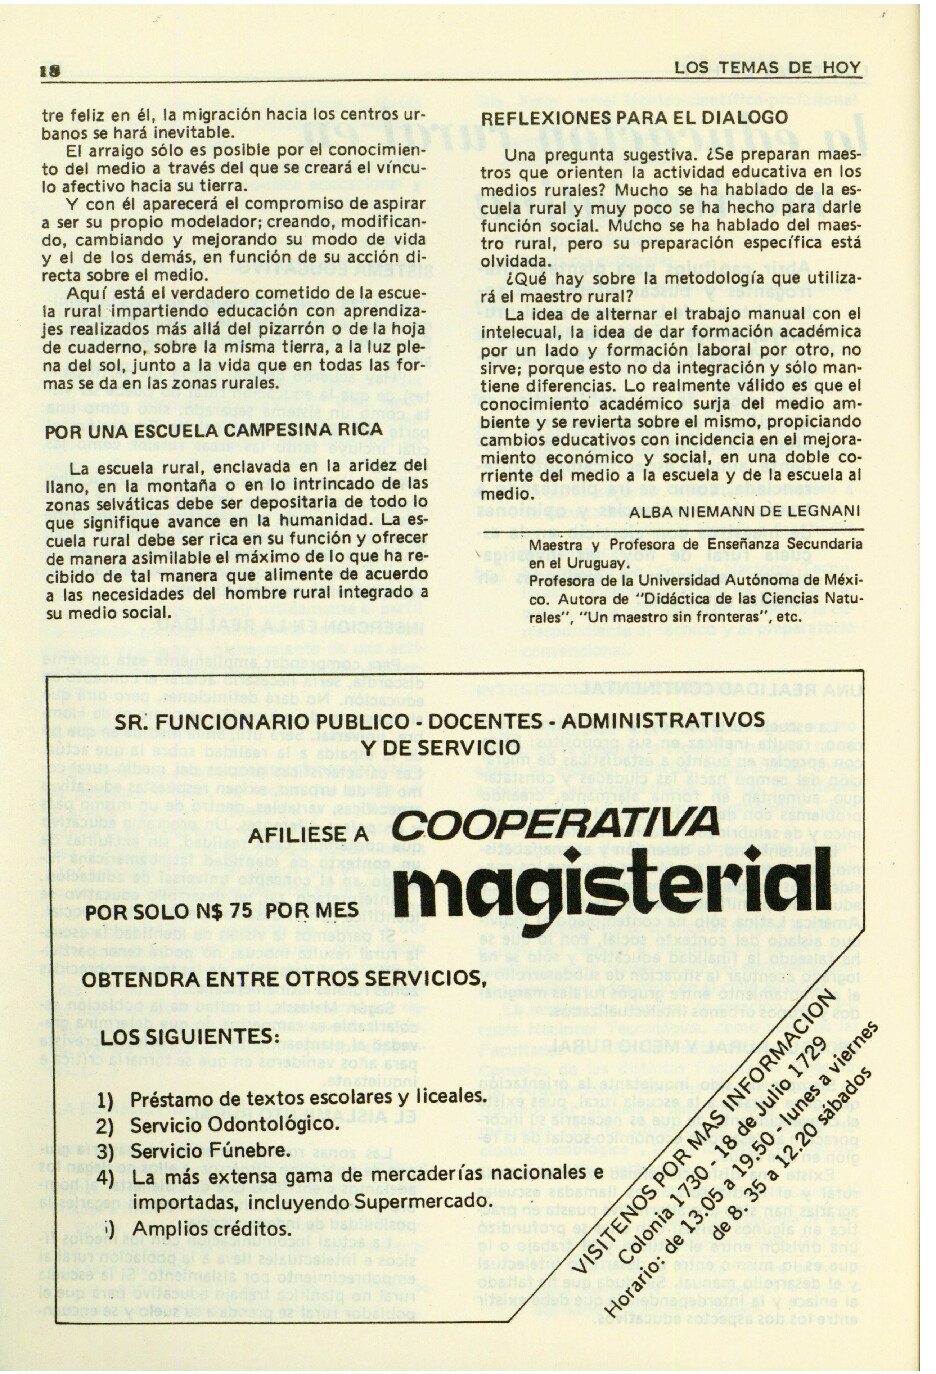 18
LOS TEMAS DE HOY
tre feliz en él, la migración hacia los centros ur-
banos se hará inevitable.
El arraigo sólo es posible por el conocimien-
to del medio a través del que se creará el víncu-
lo afectivo hacia su tierra.
Y con él aparecerá el compromiso de aspirar
a ser su propio modelador; creando, modifican-
do, cambiando y mejorando su modo de vida
y el de los demás, en función de su acción di-
recta sobre el medio.
Aquí está el verdadero cometido de la escue-
la rural impartiendo educación con aprendiza-
jes realizados más allá del pizarrón o de la hoja
de cuaderno, sobre la misma tierra, a la luz ple-
na del sol, junto a la vida que en todas las for-
mas se da en las zonas rurales.
POR UNA ESCUELA CAMPESINA RICA
La escuela rural, enclavada en la aridez del
llano, en la montaña o en lo intrincado de las
zonas selváticas debe ser depositaria de todo lo
que signifique avance en la humanidad. La es-
cuela rural debe ser rica en su función y ofrecer
de manera asimilable el máximo de lo que ha re-
cibido de tal manera que alimente de acuerdo
a las necesidades del hombre rural integrado a
su medio social.
REFLEXIONES PARA EL DIALOGO
Una pregunta sugestiva. ¿Se preparan maes-
tros que orienten la actividad educativa en los
medios rurales? Mucho se ha hablado de la es-
cuela rural y muy poco se ha hecho para darle
función social. Mucho se ha hablado del maes-
tro rural, pero su preparación específica está
olvidada.
¿Qué hay sobre la metodología que utiliza-
rá el maestro rural?
La idea de alternar el trabajo manual con el
intelecual, la idea de dar formación académica
por un lado y formación laboral por otro, no
sirve; porque esto no da integración y sólo man-
tiene diferencias. Lo realmente válido es que el
conocimiento académico surja del medio am-
biente y se revierta sobre el mismo, propiciando
cambios educativos con incidencia en el mejora-
miento económico y social, en una doble co-
rriente del medio a la escuela y de la escuela al
medio.
ALBA NIEMANN DE LEGNANI
Maestra y Profesora de Enseñanza Secundaria
en el Uruguay.
Profesora de la Universidad Autónoma de Méxi-
co. Autora de "Didáctica de las Ciencias Natu-
rales", "Un maestro sin fronteras", etc.
SR. FUNCIONARIO PUBLICO - DOCENTES - ADMINISTRATIVOS
Y DE SERVICIO
AFILIESE A COOPERATIVA
magisterial
POR SOLO N$ 75 POR MES
OBTENDRA ENTRE OTROS SERVICIOS,
LOS SIGUIENTES:
1) Préstamo de textos escolares y liceales.
2) Servicio Odontológico.
3) Servicio Fúnebre.
4) La más extensa gama de mercaderías nacionales e
importadas, incluyendo Supermercado.
) Amplios créditos.
VISITENOS POR MAS INFORMACION
Colonia 1730 - 18 de Julio 1729
Horario: de 13.05 a 19.50 - lunes a viernes
de 8. 35 a 12. 20 sábados